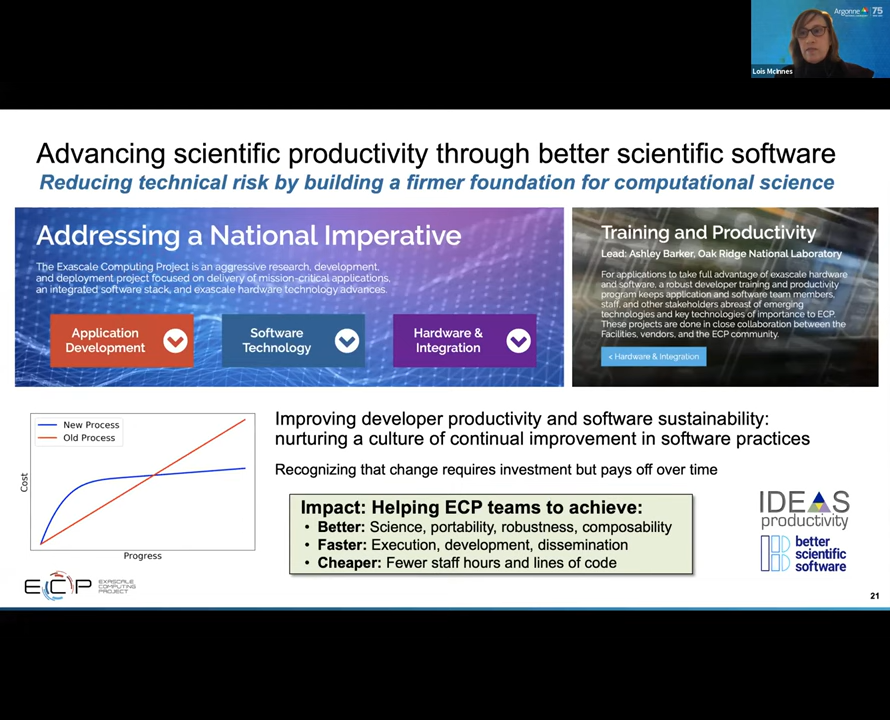 Argonne 75
Lois McInnes
Advancing scientific productivity through better scientific software
Reducing technical risk by building a firmer foundation for computational science
Addressing a National Imperative
The Exascale Computing Project is an aggressive research, development,
and deployment project focused on delivery of mission-critical applications,
an integrated software stack, and exascale hardware technology advances.
Application
Development
Software
Technology
Hardware &
Integration
Training and Productivity
Lead: Ashley Barker, Oak Ridge National Laboratory
For applications to take full advantage of exascale hardware
and software, a robust developer training and productivity
program keeps application and software team members,
staff, and other stakeholders abreast of emerging
technologies and key technologies of importance to ECP.
These projects are done in close collaboration between the
Facilities, vendors, and the ECP community.
< Hardware & Integration
New Process
Old Process
Cost
Progress
Improving developer productivity and software sustainability:
nurturing a culture of continual improvement in software practices
Recognizing that change requires investment but pays off over time
Impact: Helping ECP teams to achieve:
• Better: Science, portability, robustness, composability
• Faster: Execution, development, dissemination
• Cheaper: Fewer staff hours and lines of code
IDEAS
productivity
better
scientific
software
ECP
EXASCALE
COMPUTING
PROJECT
21